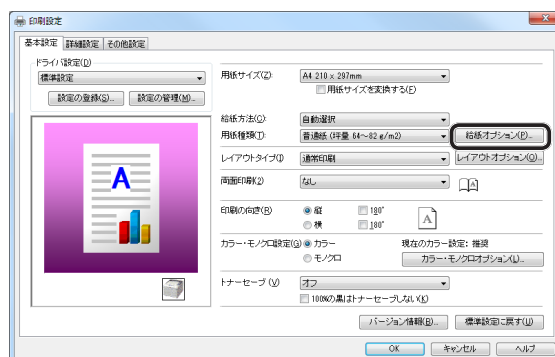 印刷設定
基本設定 詳細設定 その他設定
ドライバ設定(D)
標準設定
設定の登録(S)... 設定の管理(M)...
A
用紙サイズ(Z): A4 210 x 297mm
用紙サイズを変換する(F)
給紙方法(C): 自動選択
用紙種類(T): 普通紙 (坪量 64～82 g/m2) 給紙オプション(P)...
レイアウトタイプ(I) 通常印刷 レイアウトオプション(O)...
両面印刷(2) なし A
印刷の向き(R) 縦 180° A
横 180°
カラー・モノクロ設定(G) カラー 現在のカラー設定: 推奨
モノクロ カラー・モノクロオプション(L)...
トナーセーブ (V) オフ
100%の黒はトナーセーブしない(K)
バージョン情報(B)... 標準設定に戻す(U)
OK キャンセル ヘルプ